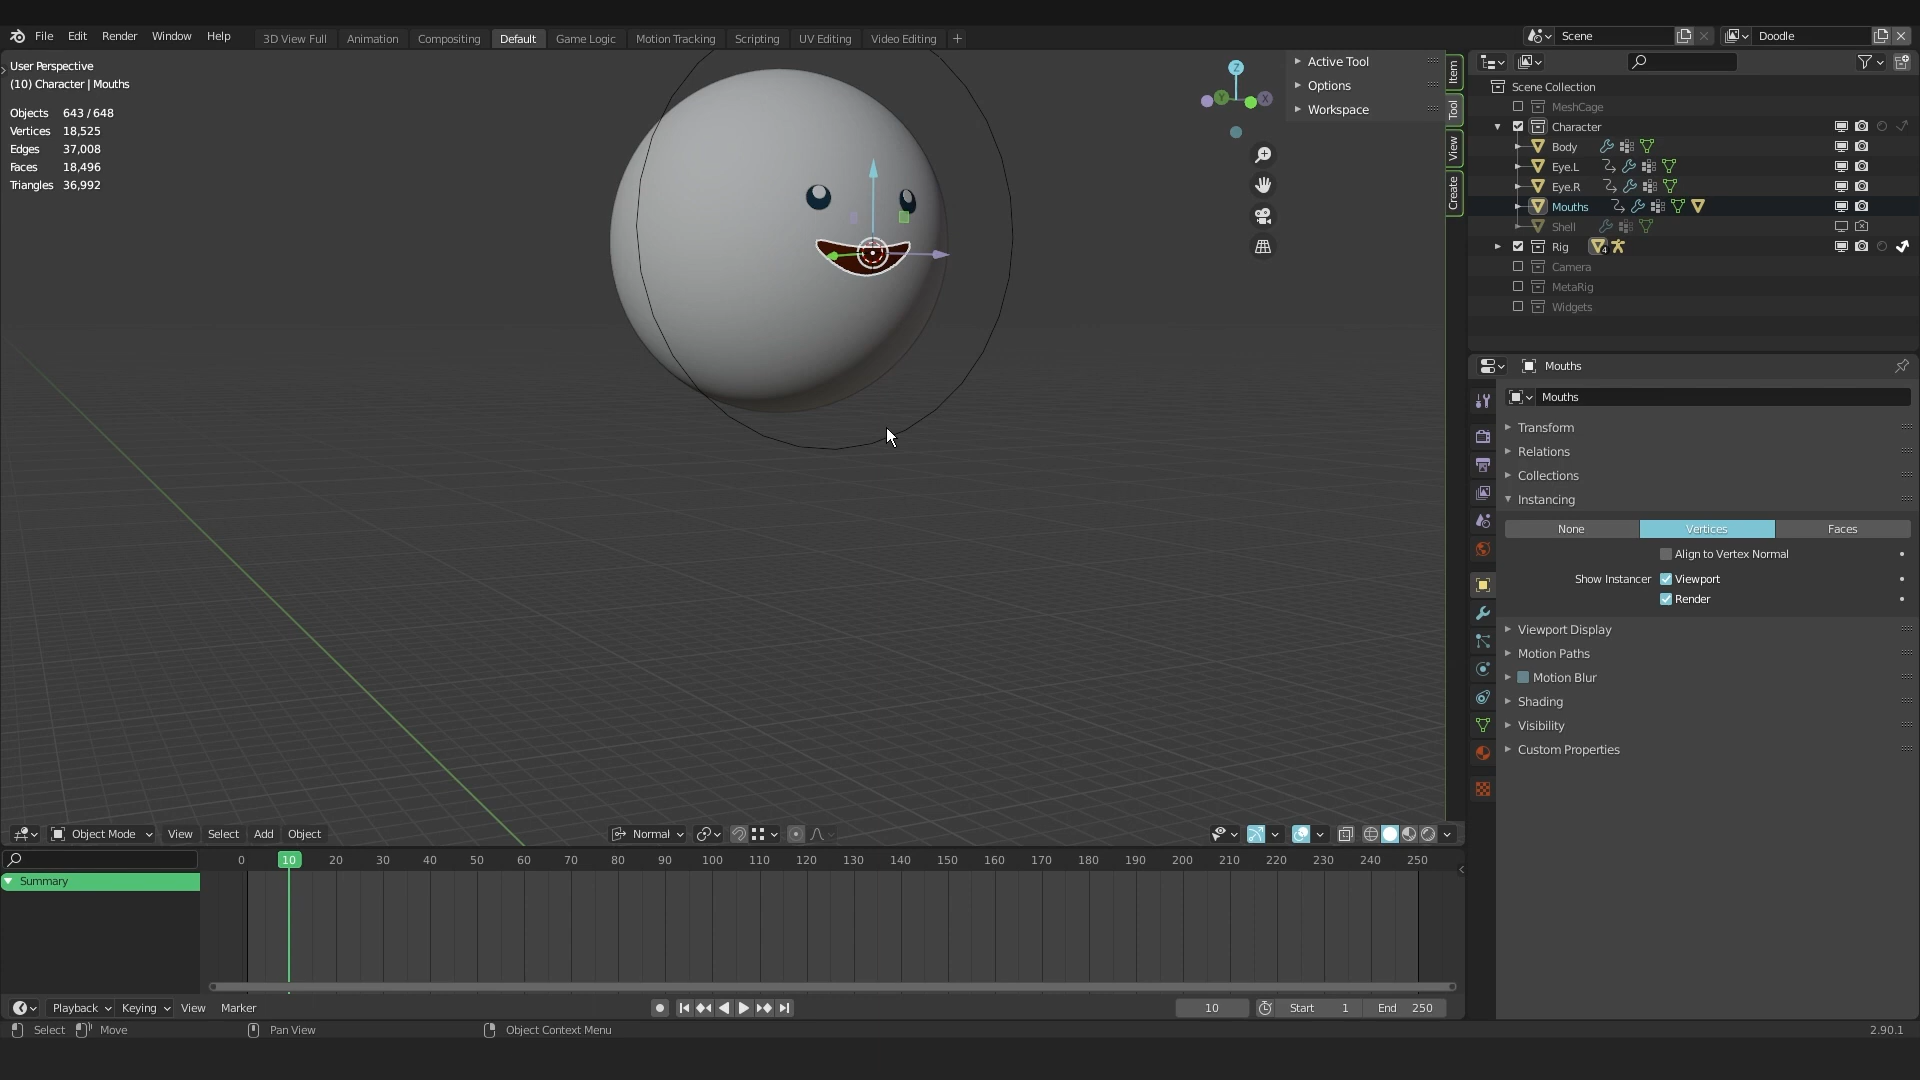 File Edit Render Window Help 3D View Full Animation Compositing Default Game Logic Motion Tracking Scripting UV Editing Video Editing + Scene Doodle
User Perspective
(10) Character | Mouths
Objects 643 / 648
Vertices 18,525
Edges 37,008
Faces 18,496
Triangles 36,992
Z
Y
X
Active Tool
Options
Workspace
Item
Tool
View
Create
Scene Collection
MeshCage
Character
Body
Eye.L
Eye.R
Mouths
Shell
Rig 4
Camera
MetaRig
Widgets
Mouths
Mouths
Transform
Relations
Collections
Instancing
None Vertices Faces
Align to Vertex Normal
Show Instancer Viewport
Render
Viewport Display
Motion Paths
Motion Blur
Shading
Visibility
Custom Properties
Object Mode View Select Add Object Normal
0 10 20 30 40 50 60 70 80 90 100 110 120 130 140 150 160 170 180 190 200 210 220 230 240 250
Summary
Playback Keying View Marker 10 Start 1 End 250
Select Move Pan View Object Context Menu 2.90.1